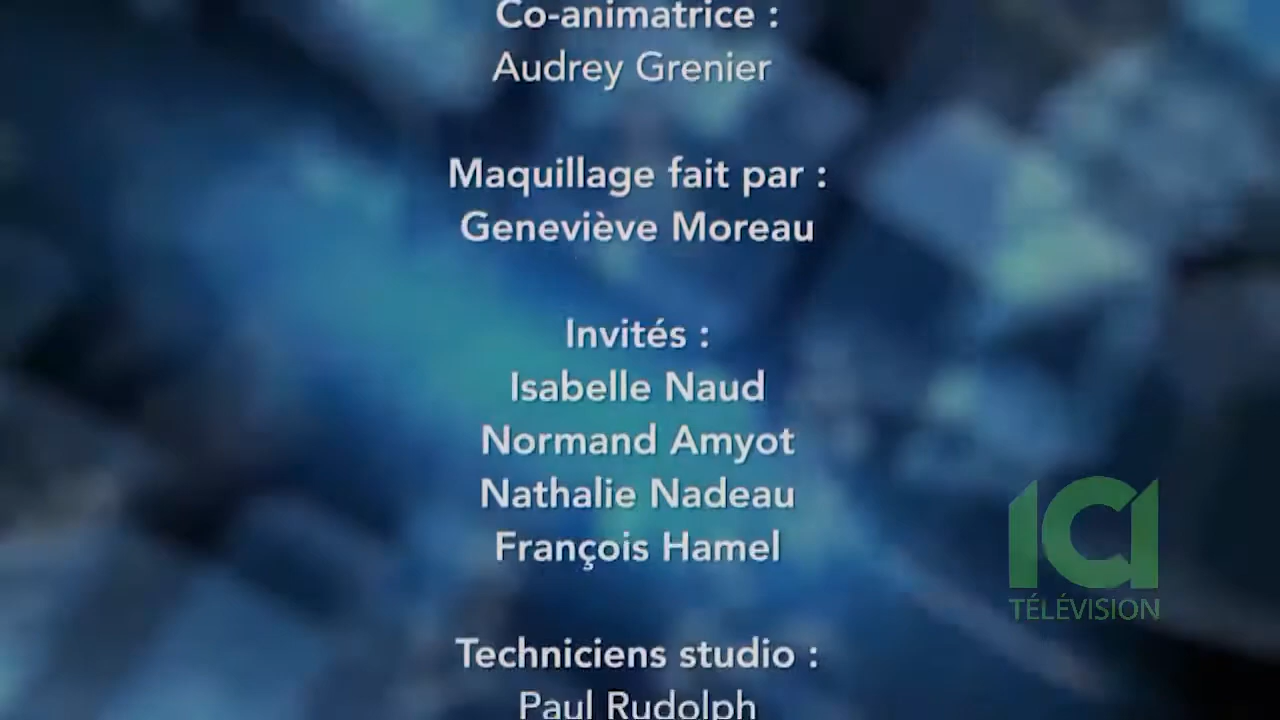 Co-animatrice :
Audrey Grenier
Maquillage fait par :
Geneviève Moreau
Invités :
Isabelle Naud
Normand Amyot
Nathalie Nadeau
François Hamel
ICI
TÉLÉVISION
Techniciens studio :
Paul Rudolph